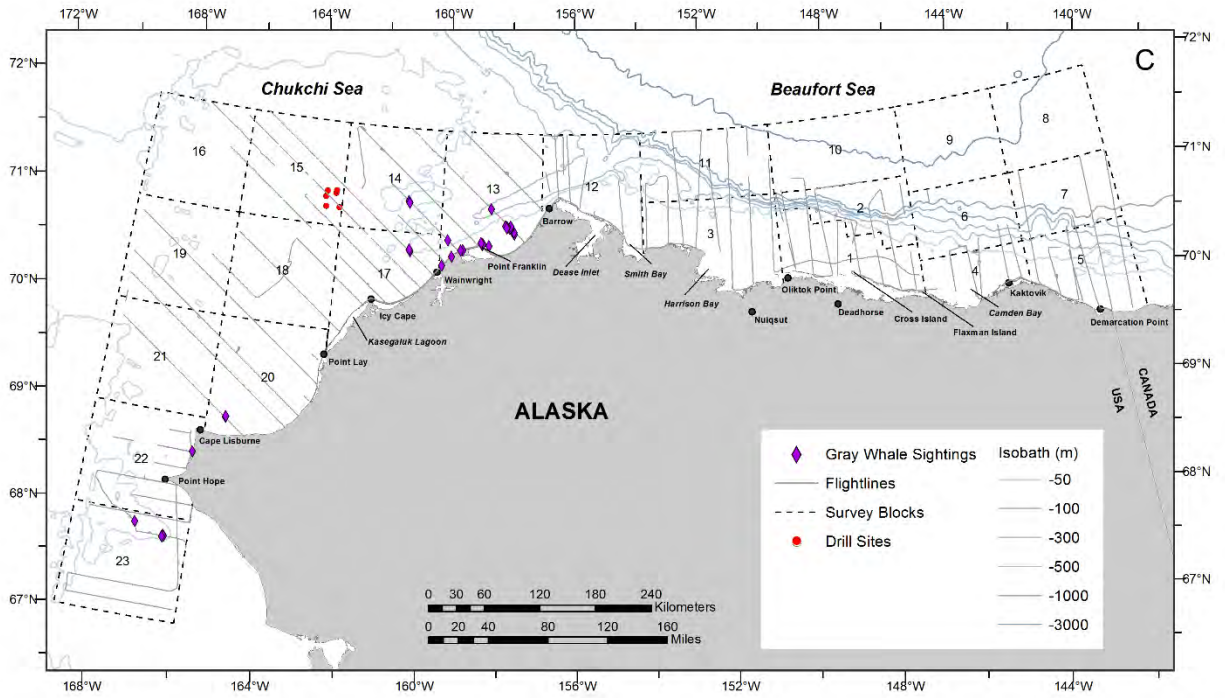 172°W 168°W 164°W 160°W 156°W 152°W 148°W 144°W 140°W
72°N 72°N
C
Chukchi Sea Beaufort Sea
8
9
10
16
15
11
71°N 71°N
14
13
12
7
2
6
Barrow
3
19
18
17
Point Franklin
Dease Inlet
Smith Bay
1
4
5
70°N 70°N
Wainwright
Harrison Bay
Oliktok Point
Kaktovik
Icy Cape
Nuiqsut
Deadhorse
Cross Island
Camden Bay
Demarcation Point
Flaxman Island
Kasegaluk Lagoon
21
20
Point Lay
69°N 69°N
USA
CANADA
ALASKA
Cape Lisburne
22
Point Hope
68°N 68°N
23
67°N 67°N
Gray Whale Sightings
Flightlines
Survey Blocks
Drill Sites
Isobath (m)
-50
-100
-300
-500
-1000
-3000
0 30 60 120 180 240
Kilometers
0 20 40 80 120 160
Miles
168°W 164°W 160°W 156°W 152°W 148°W 144°W